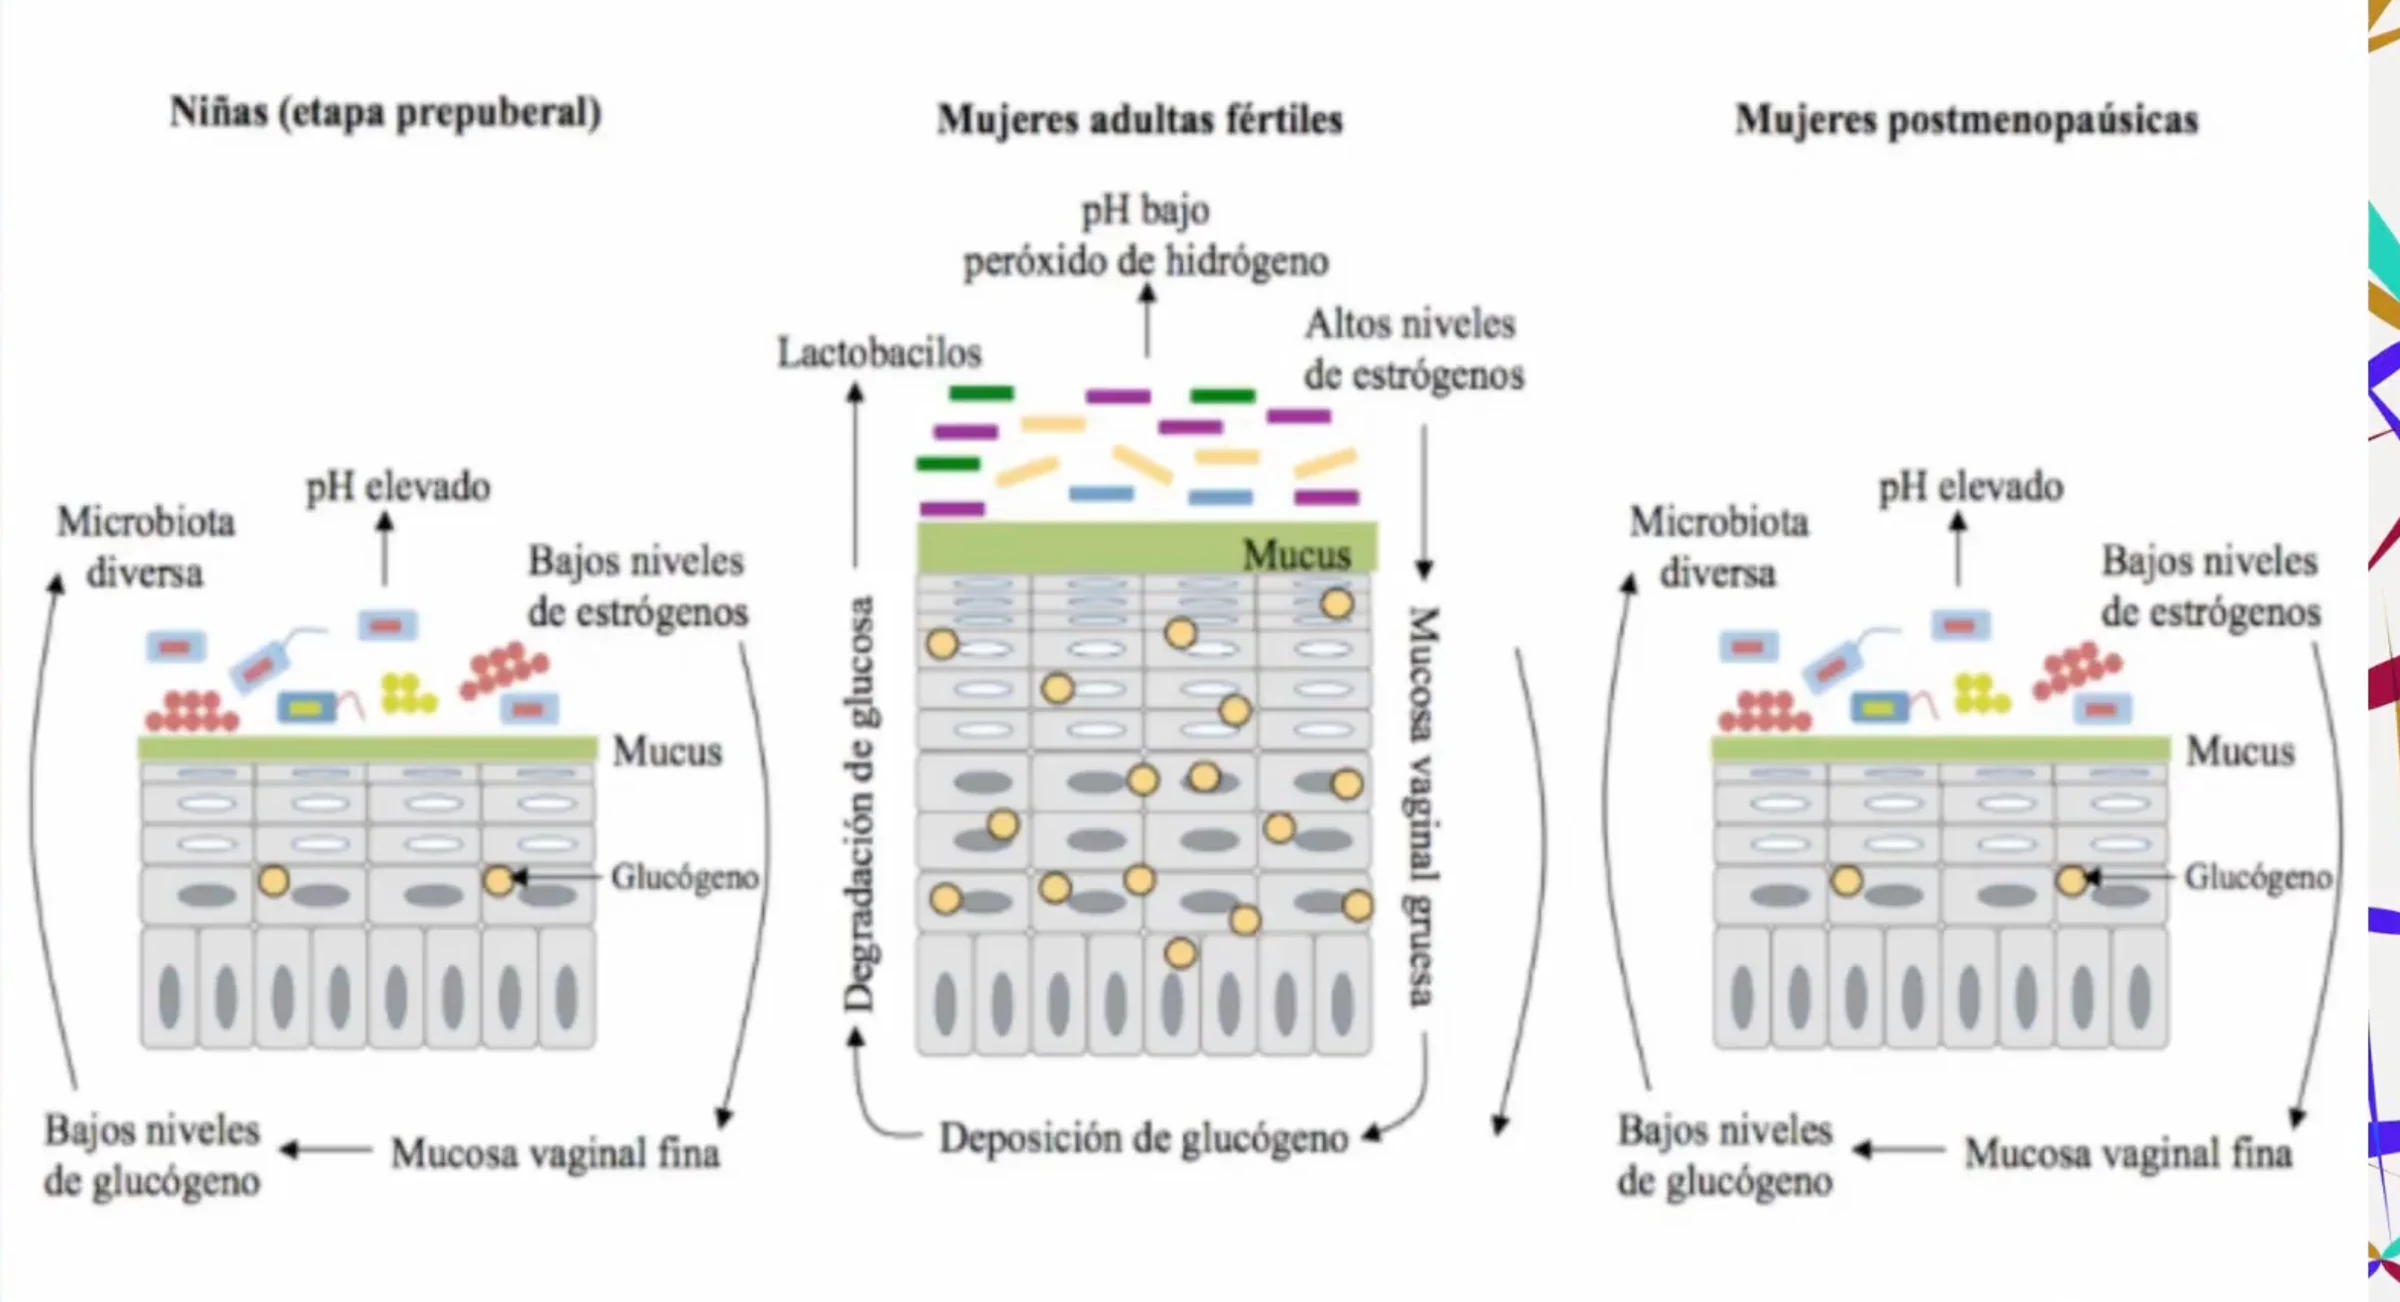 Niñas (etapa prepuberal)
pH elevado
Microbiota
diversa
Bajos niveles
de estrógenos
Mucus
Glucógeno
Bajos niveles
de glucógeno
Mucosa vaginal fina
Mujeres adultas fértiles
pH bajo
peróxido de hidrógeno
Lactobacilos
Altos niveles
de estrógenos
Mucus
Degradación de glucosa
Mucosa vaginal gruesa
Deposición de glucógeno
Mujeres postmenopaúsicas
pH elevado
Microbiota
diversa
Bajos niveles
de estrógenos
Mucus
Glucógeno
Bajos niveles
de glucógeno
Mucosa vaginal fina